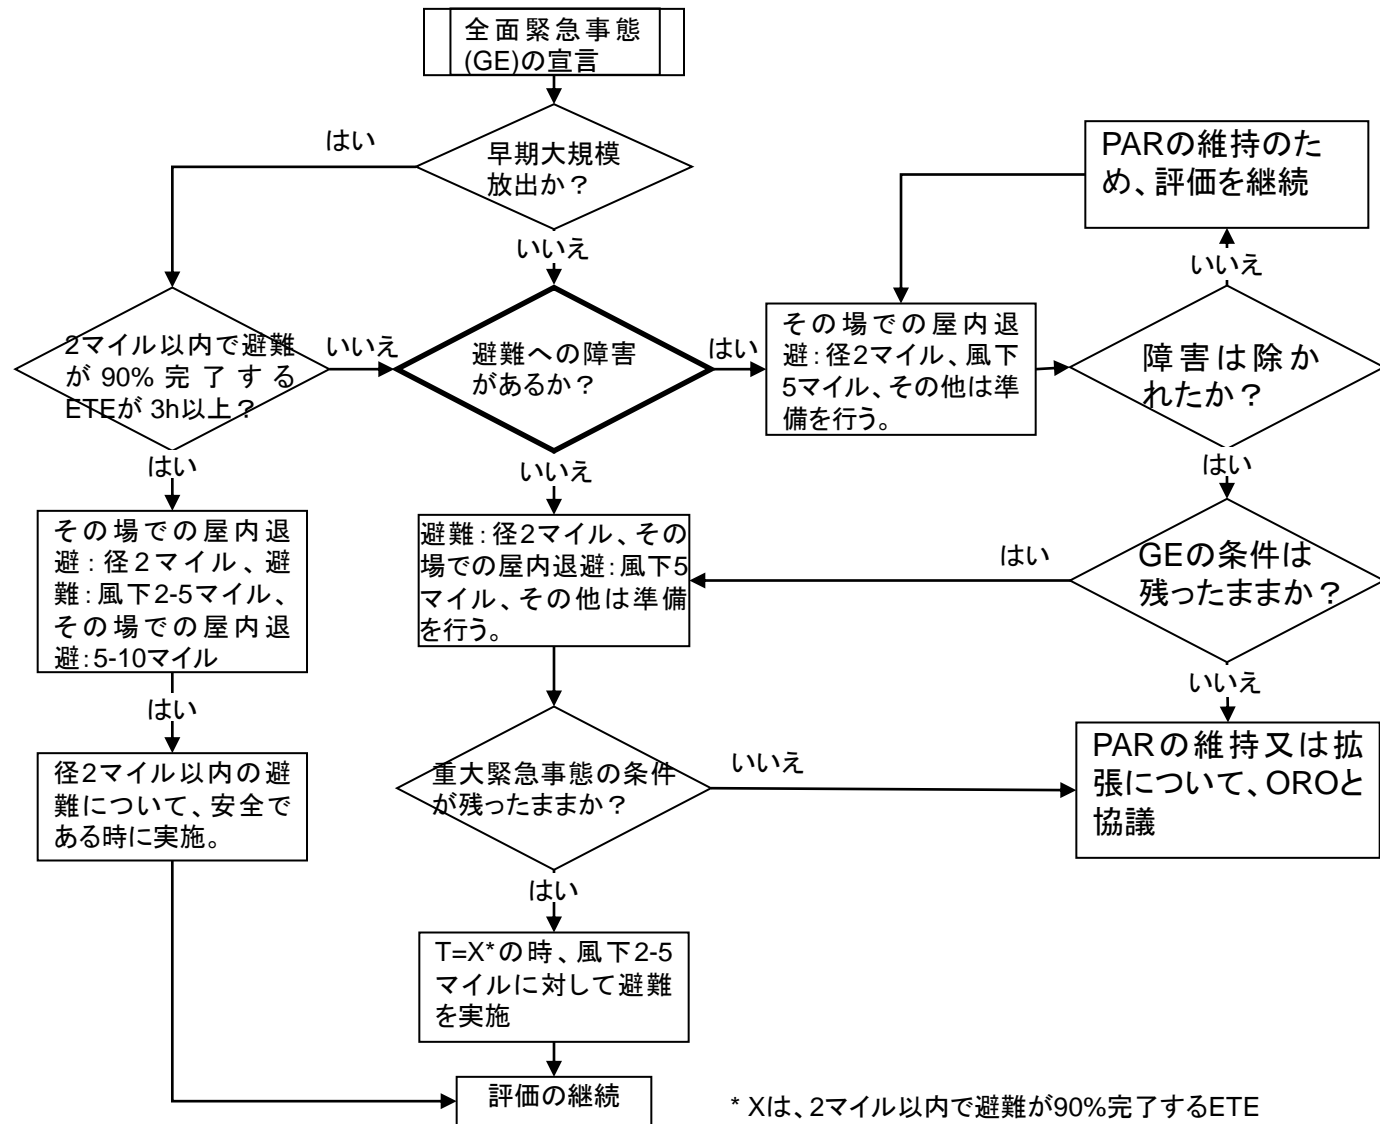 全面緊急事態
(GE)の宣言
はい
早期大規模
放出か？
いいえ
PARの維持のた
め、評価を継続
いいえ
2マイル以内で避難
が 90% 完了する
ETEが 3h以上？
いいえ
避難への障害
があるか？
はい
その場での屋内退
避：径2マイル、風下
5マイル、その他は準
備を行う。
障害は除か
れたか？
はい
いいえ
はい
その場での屋内退
避：径2マイル、避
難：風下2-5マイル、
その場での屋内退
避：5-10マイル
避難：径2マイル、その
場での屋内退避：風下5
マイル、その他は準備
を行う。
はい
GEの条件は
残ったままか？
いいえ
はい
径2マイル以内の避
難について、安全で
ある時に実施。
重大緊急事態の条件
が残ったままか？
いいえ
PARの維持又は拡
張について、OROと
協議
はい
T=X*の時、風下2-5
マイルに対して避難
を実施
評価の継続
* Xは、2マイル以内で避難が90%完了するETE